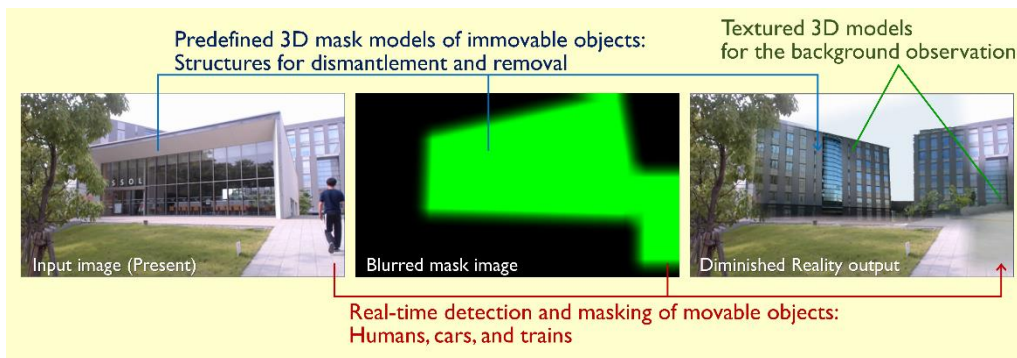 Predefined 3D mask models of immovable objects:
Structures for dismantlement and removal
Textured 3D models
for the background observation
SSOL
Input image (Present)
Blurred mask image
Diminished Reality output
Real-time detection and masking of movable objects:
Humans, cars, and trains